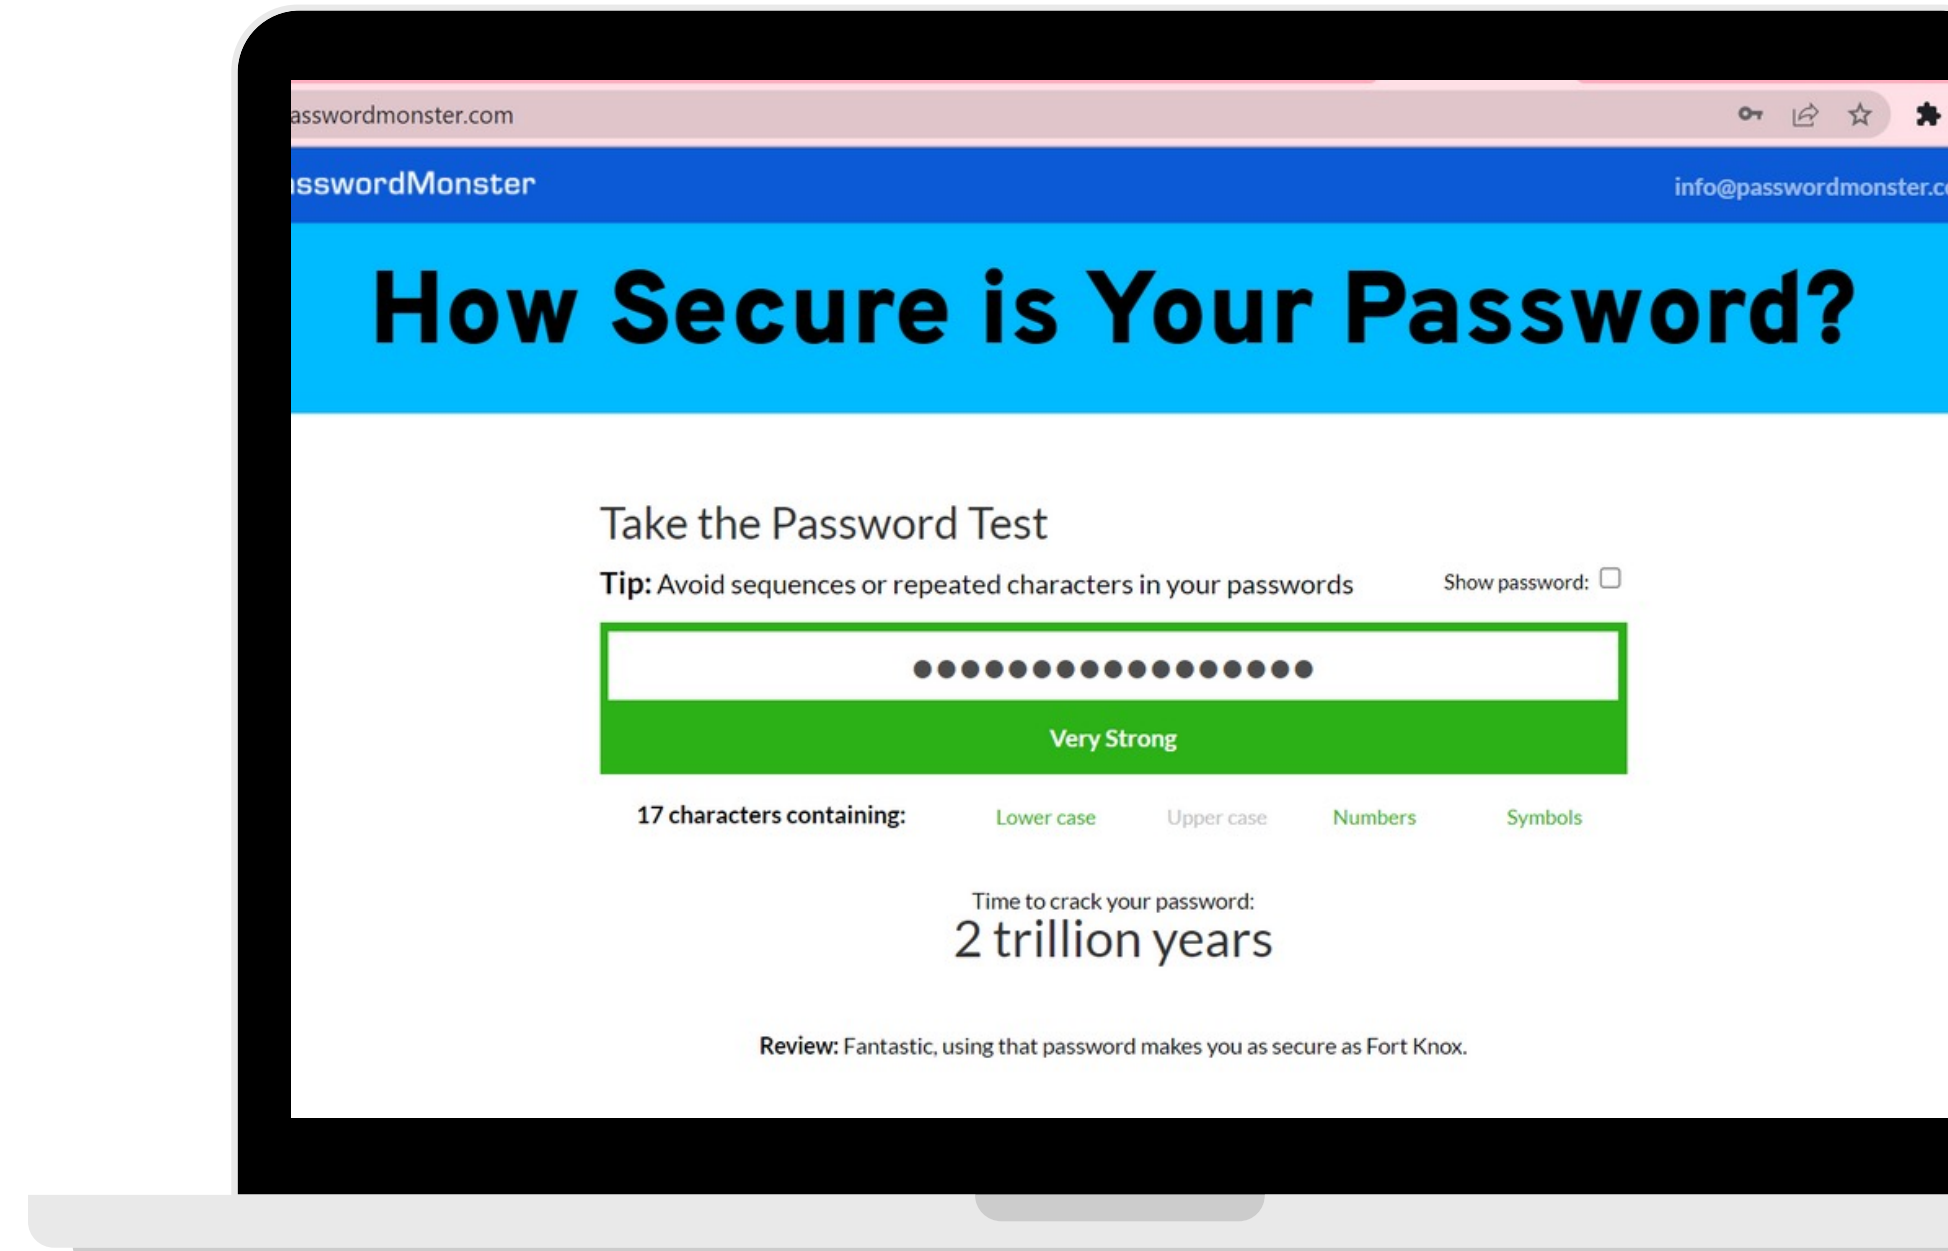 asswordmonster.com
asswordMonster
info@passwordmonster.co
How Secure is Your Password?
Take the Password Test
Tip: Avoid sequences or repeated characters in your passwords
Show password:
●●●●●●●●●●●●●●●●●
Very Strong
17 characters containing:
Lower case
Upper case
Numbers
Symbols
Time to crack your password:
2 trillion years
Review: Fantastic, using that password makes you as secure as Fort Knox.